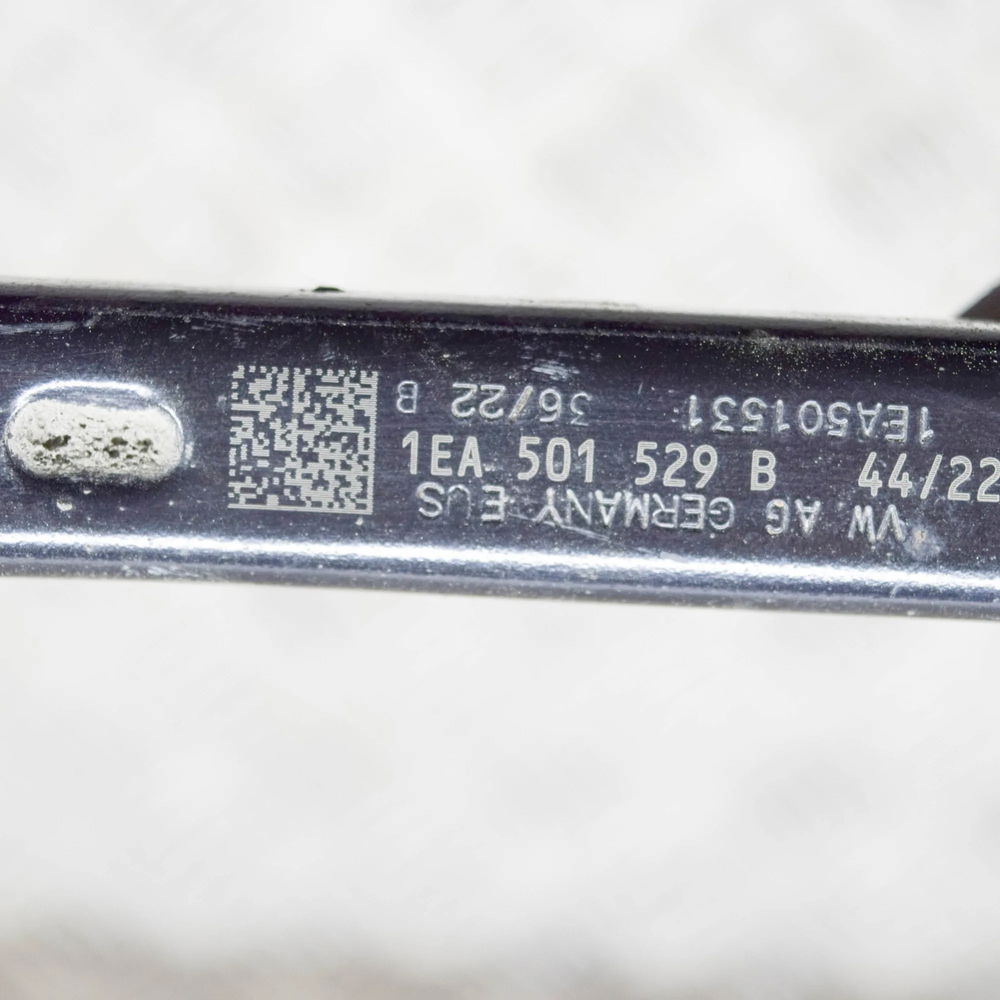 1EA 501 529 B 44/22
VW AG GERMANY EUS
1EA501531 36/22 B